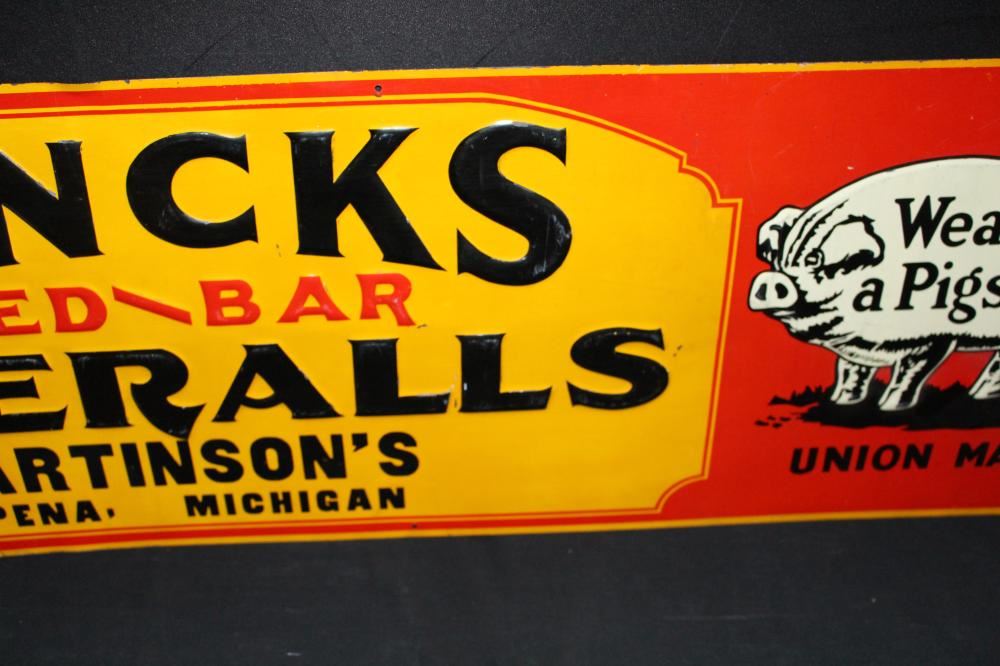 NCKS
ED-BAR
ERALLS
ARTINSON'S
PENA, MICHIGAN
Wea
a Pigs
UNION MA